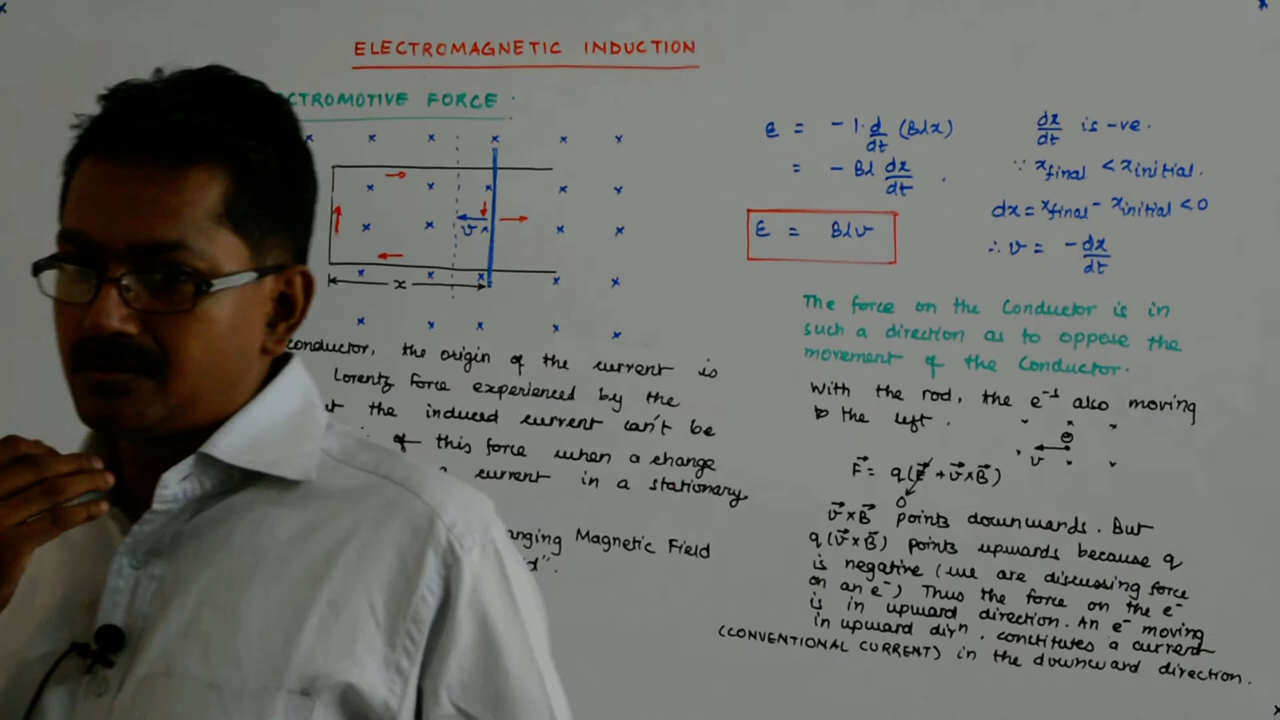 ELECTROMAGNETIC INDUCTION
CTROMOTIVE FORCE.
v
x
conductor, the origin of the current is
Lorentz force experienced by the
the induced current can't be
of this force when a change
current in a stationary
nging Magnetic Field
ε = -1·d/dt (Blx)
= -Bl dx/dt.
ε = Blv
dx/dt is -ve.
∵ xfinal < xinitial.
dx = xfinal - xinitial < 0
∴ v = -dx/dt
The force on the Conductor is in
such a direction as to oppose the
movement of the Conductor.
With the rod, the e⁻¹ also moving
to the left.
v
F⃗ = q(E⃗ + v⃗×B⃗)
0
v⃗×B⃗ points downwards. But
q(v⃗×B⃗) points upwards because q
is negative (we are discussing force
on an e⁻) Thus the force on the e⁻
is in upward direction. An e⁻ moving
in upward dirⁿ, constitutes a current
(CONVENTIONAL CURRENT) in the downward direction.